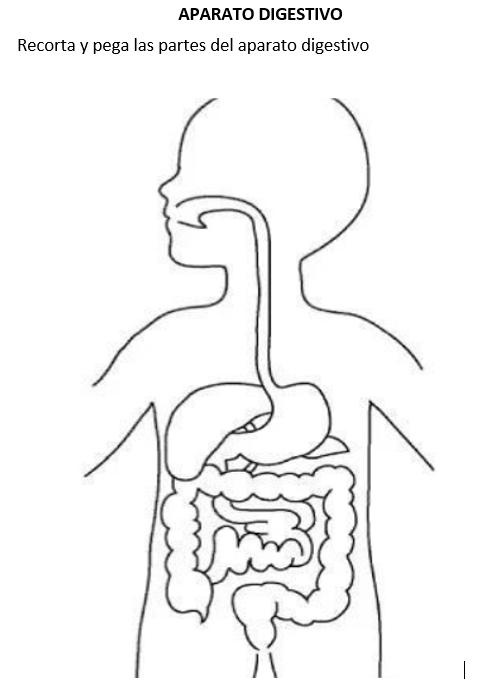 APARATO DIGESTIVO
Recorta y pega las partes del aparato digestivo